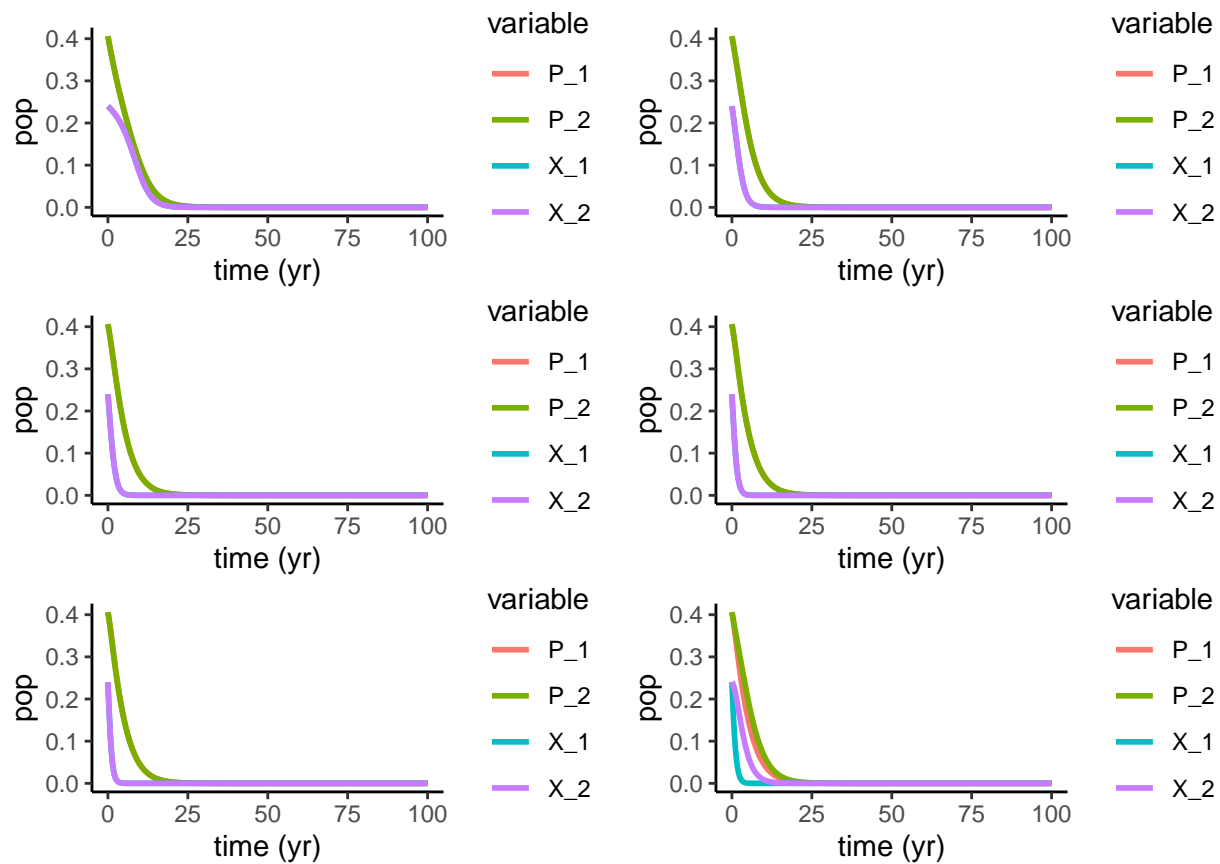 variable
P_1
P_2
X_1
X_2
pop
0.4
0.3
0.2
0.1
0.0
0 25 50 75 100
time (yr)
variable
P_1
P_2
X_1
X_2
pop
0.4
0.3
0.2
0.1
0.0
0 25 50 75 100
time (yr)
variable
P_1
P_2
X_1
X_2
pop
0.4
0.3
0.2
0.1
0.0
0 25 50 75 100
time (yr)
variable
P_1
P_2
X_1
X_2
pop
0.4
0.3
0.2
0.1
0.0
0 25 50 75 100
time (yr)
variable
P_1
P_2
X_1
X_2
pop
0.4
0.3
0.2
0.1
0.0
0 25 50 75 100
time (yr)
variable
P_1
P_2
X_1
X_2
pop
0.4
0.3
0.2
0.1
0.0
0 25 50 75 100
time (yr)